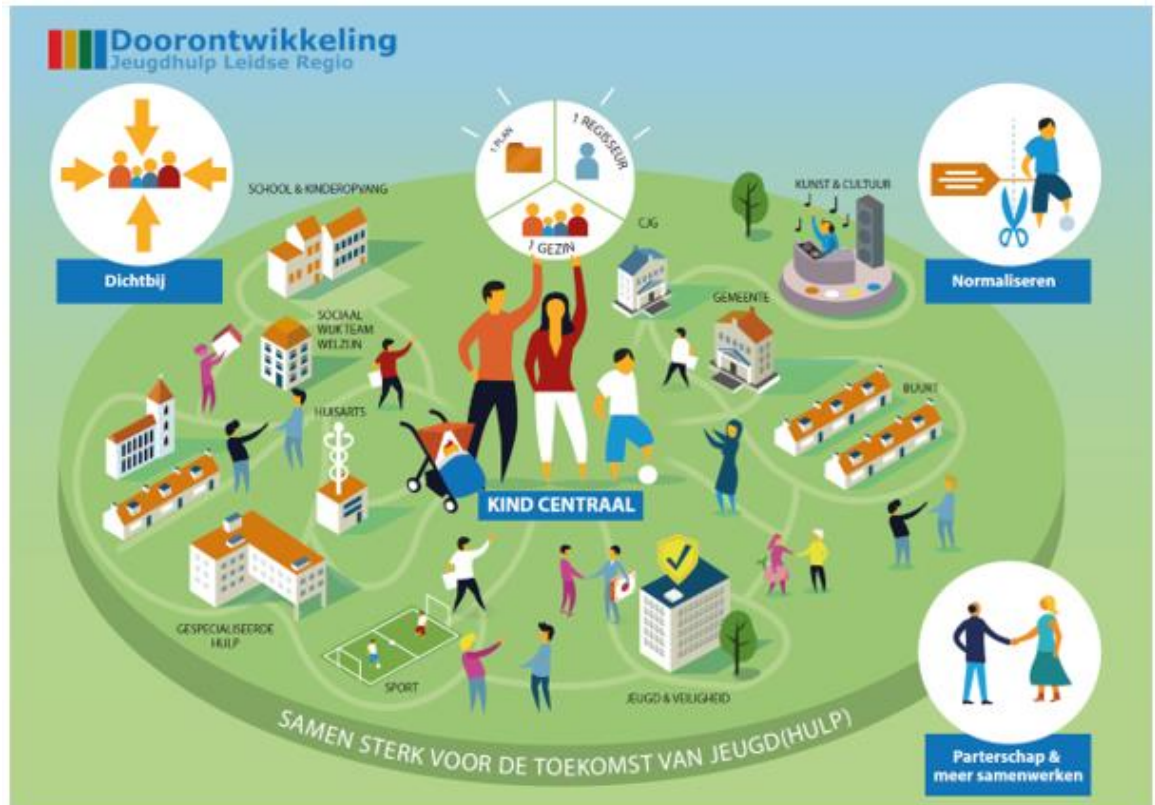 Doorontwikkeling
Jeugdhulp Leidse Regio
1 PLAN
1 REGISSEUR
1 GEZIN
SCHOOL & KINDEROPVANG
CJG
KUNST & CULTUUR
Dichtbij
Normaliseren
GEMEENTE
SOCIAAL
WIJKTEAM
WELZIJN
BUURT
HUISARTS
KIND CENTRAAL
GESPECIALISEERDE
HULP
SPORT
JEUGD & VEILIGHEID
SAMEN STERK VOOR DE TOEKOMST VAN JEUGD(HULP)
Parterschap &
meer samenwerken